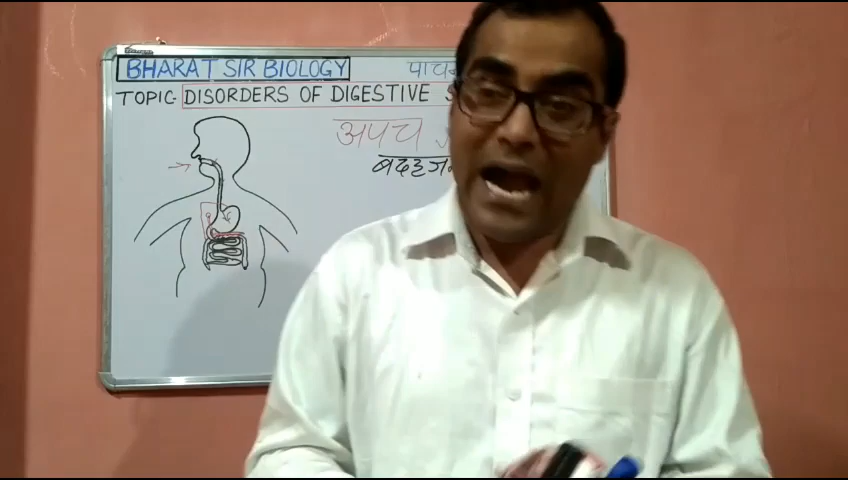 BHARAT SIR BIOLOGY
TOPIC- DISORDERS OF DIGESTIVE
अपच